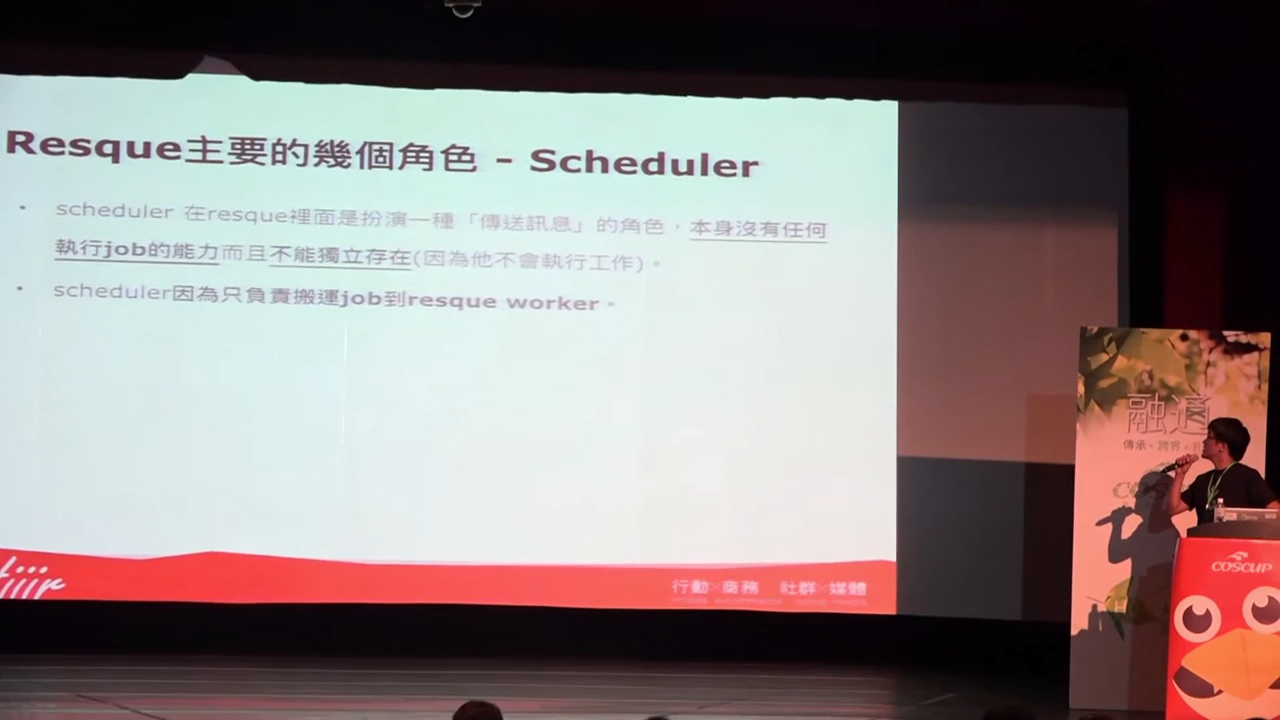 Resque主要的幾個角色 - Scheduler
• scheduler 在resque裡面是扮演一種「傳送訊息」的角色，本身沒有任何
執行job的能力而且不能獨立存在(因為他不會執行工作)。
• scheduler因為只負責搬運job到resque worker。
行動×商務 社群×媒體
融通
傳承、跨界、
COSCUP